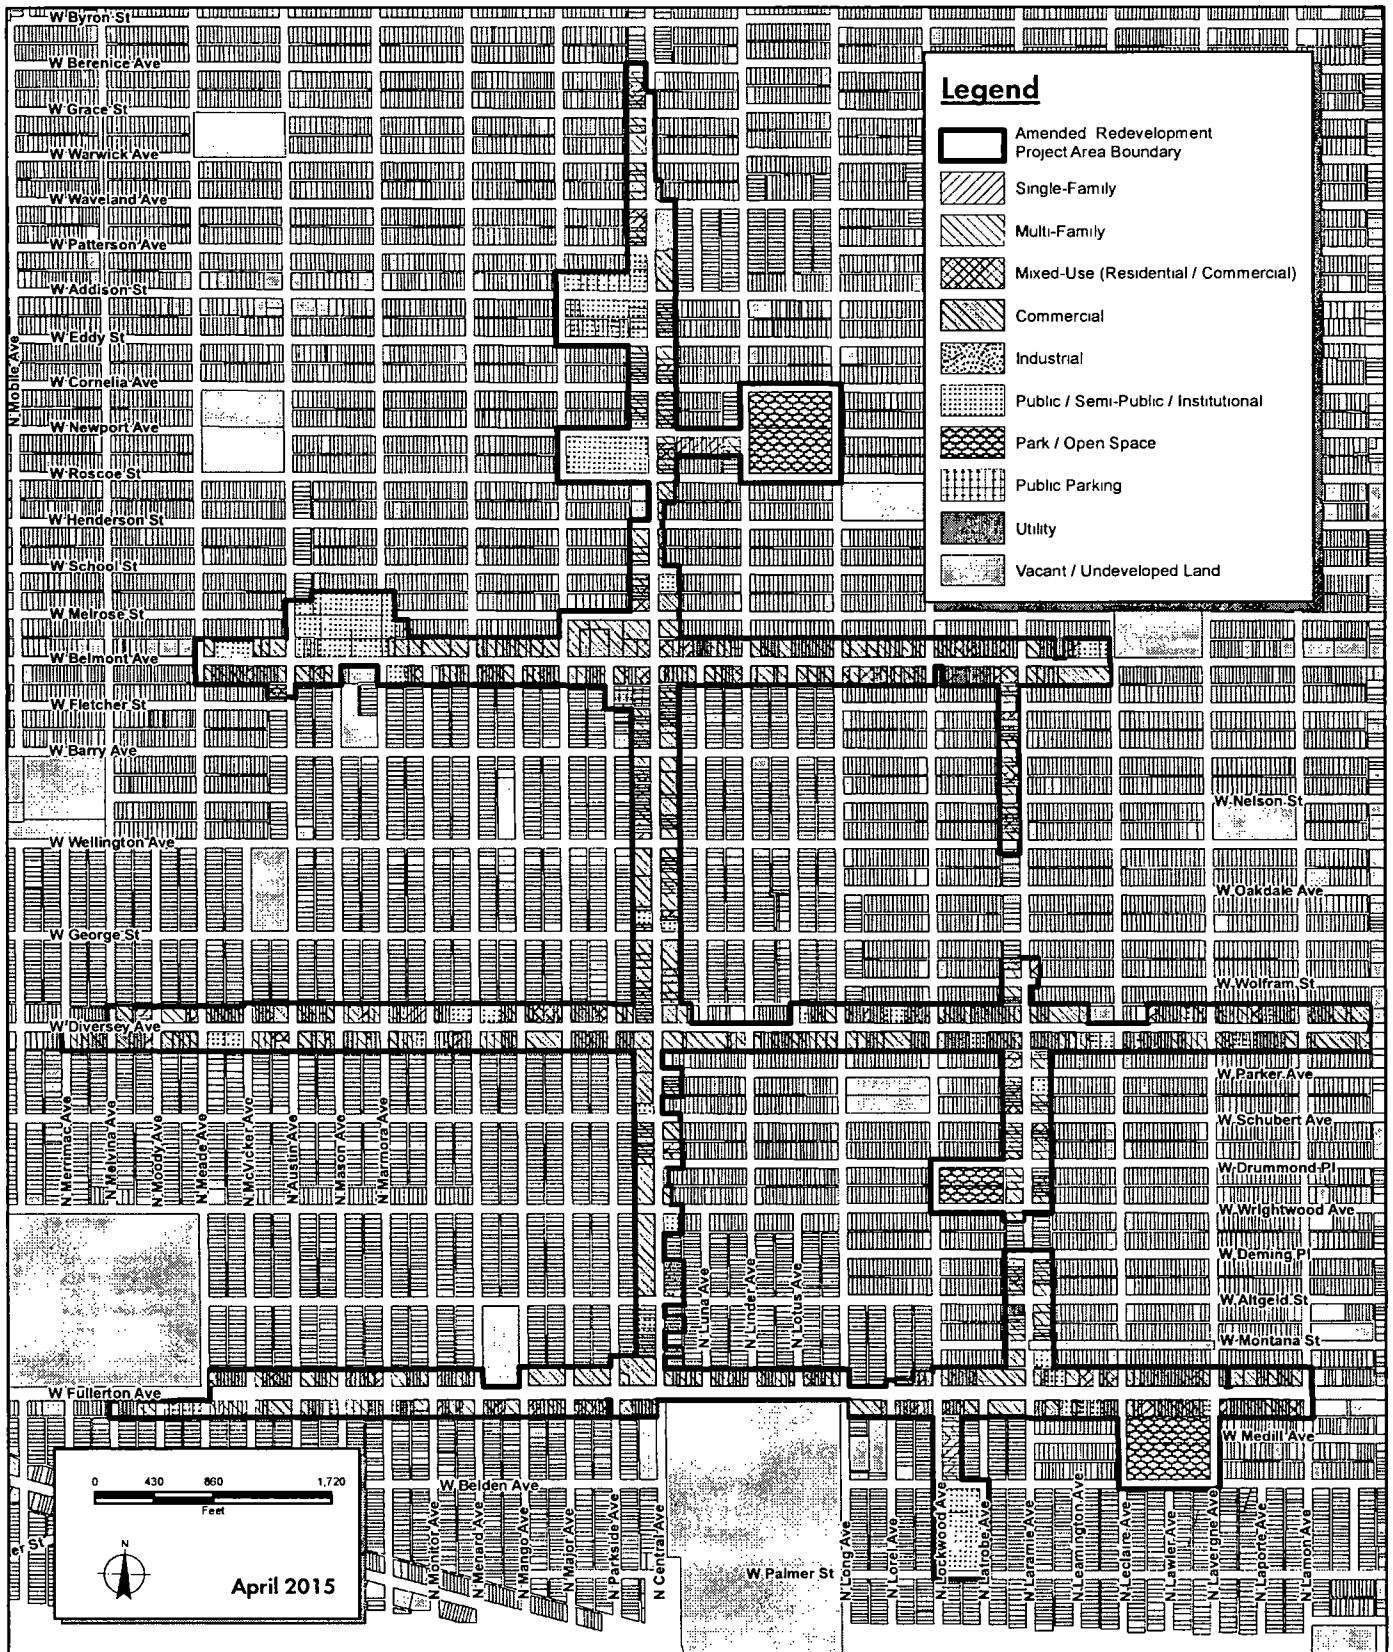 W Byron St
W Berenice Ave
W Grace St
W Warwick Ave
W Waveland Ave
W Patterson Ave
W Addison St
W Eddy St
N Mobile Ave
W Cornelia Ave
W Newport Ave
W Roscoe St
W Henderson St
W School St
W Melrose St
W Belmont Ave
W Fletcher St
W Barry Ave
W Wellington Ave
W George St
W Diversey Ave
W Fullerton Ave
Legend
Amended Redevelopment
Project Area Boundary
Single-Family
Multi-Family
Mixed-Use (Residential / Commercial)
Commercial
Industrial
Public / Semi-Public / Institutional
Park / Open Space
Public Parking
Utility
Vacant / Undeveloped Land
W Nelson St
W Oakdale Ave
W Wolfram St
W Parker Ave
W Schubert Ave
W Drummond Pl
W Wrightwood Ave
W Deming Pl
W Altgeld St
W Montana St
W Medill Ave
N Merrimac Ave
N Melvina Ave
N Moody Ave
N Meade Ave
N McVicker Ave
N Austin Ave
N Mason Ave
N Marmora Ave
N Luna Ave
N Linder Ave
N Lotus Ave
W Belden Ave
N Monitor Ave
N Menard Ave
N Mango Ave
N Major Ave
N Parkside Ave
N Central Ave
W Palmer St
N Long Ave
N Lorel Ave
N Lockwood Ave
N Latrobe Ave
N Laramie Ave
N Leamington Ave
N Leclaire Ave
N Lawler Ave
N Lavergne Ave
N Laporte Ave
N Lamon Ave
er St
0 430 860 1,720
Feet
N
April 2015